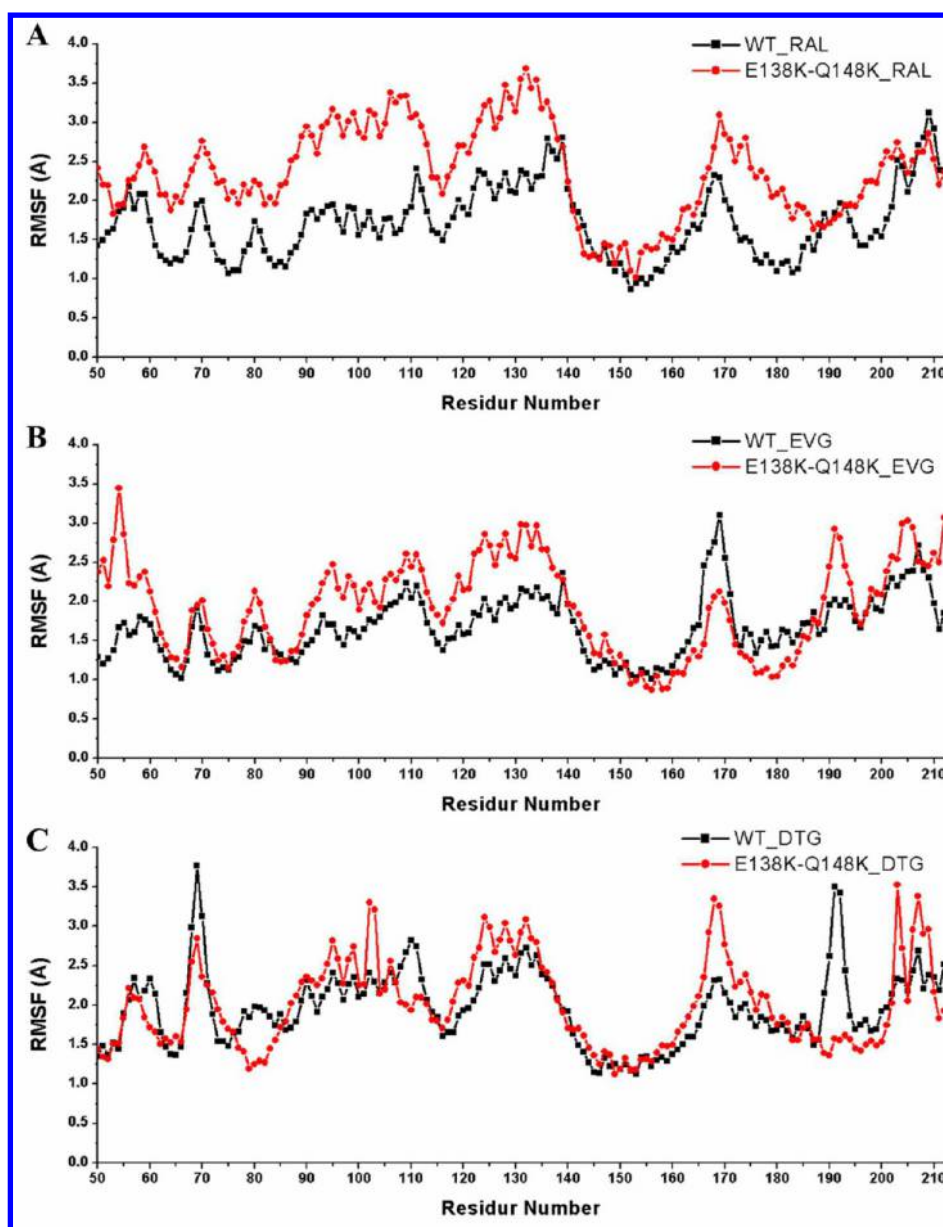 A
WT_RAL
E138K-Q148K_RAL
RMSF (A)
4.0
3.5
3.0
2.5
2.0
1.5
1.0
0.5
0.0
50 60 70 80 90 100 110 120 130 140 150 160 170 180 190 200 210
Residur Number
B
WT_EVG
E138K-Q148K_EVG
RMSF (A)
4.0
3.5
3.0
2.5
2.0
1.5
1.0
0.5
0.0
50 60 70 80 90 100 110 120 130 140 150 160 170 180 190 200 210
Residur Number
C
WT_DTG
E138K-Q148K_DTG
RMSF (A)
4.0
3.5
3.0
2.5
2.0
1.5
1.0
0.5
0.0
50 60 70 80 90 100 110 120 130 140 150 160 170 180 190 200 210
Residur Number